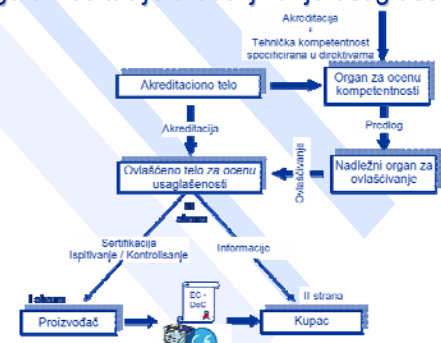 Akreditacija
+
Tehnička kompetentnost
specificirana u direktivama
Akreditaciono telo
Organ za ocenu
kompetentnosti
Akreditacija
Predlog
Ovlašćeno telo za ocenu
usaglašenosti
Ovlašćivanje
Nadležni organ za
ovlašćivanje
Sertifikacija
Ispitivanje / Kontrolisanje
Informacije
EC -
DoC
II strana
Proizvođač
Kupac